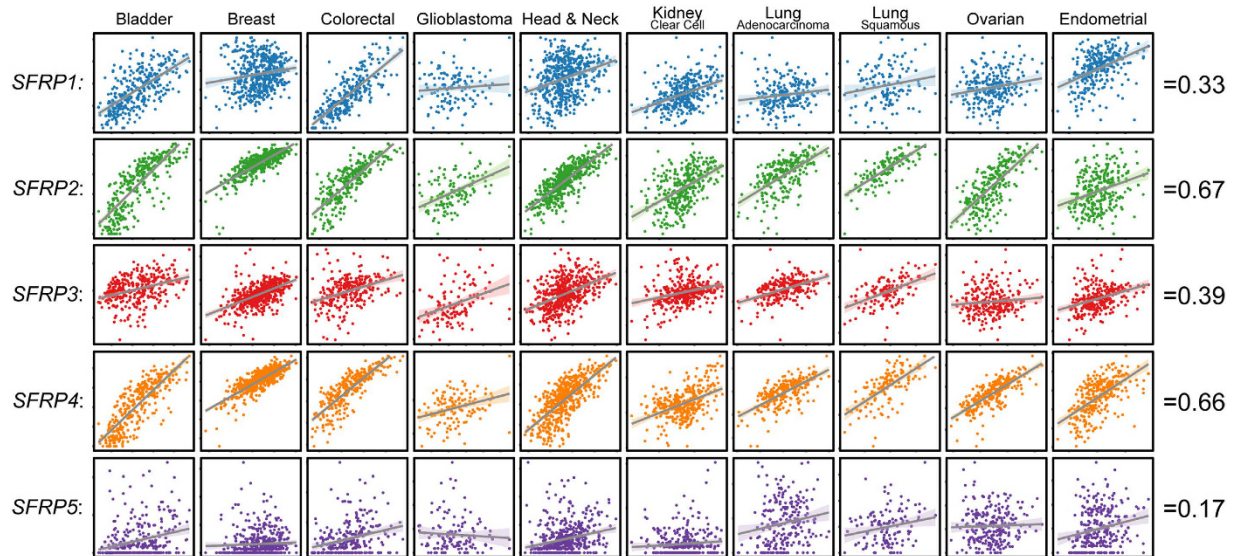 Bladder Breast Colorectal Glioblastoma Head & Neck Kidney Clear Cell Lung Adenocarcinoma Lung Squamous Ovarian Endometrial
SFRP1: =0.33
SFRP2: =0.67
SFRP3: =0.39
SFRP4: =0.66
SFRP5: =0.17